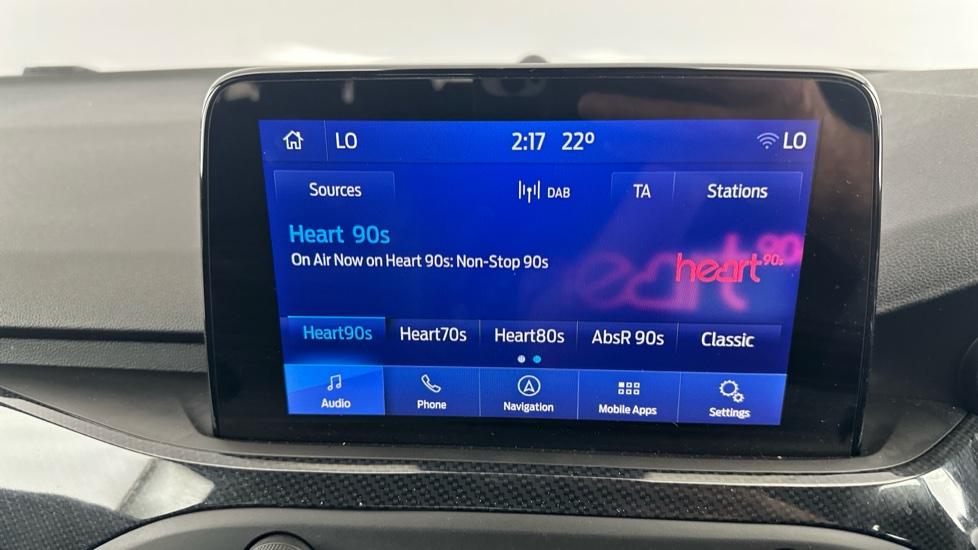 LO 2:17 22º LO
Sources DAB TA Stations
Heart 90s
On Air Now on Heart 90s: Non-Stop 90s
heart 90s
Heart90s Heart70s Heart80s AbsR 90s Classic
Audio Phone Navigation Mobile Apps Settings